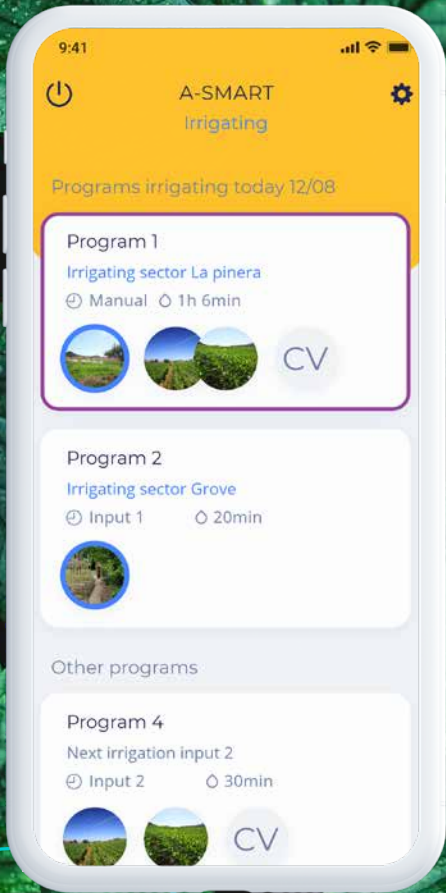 9:41
A-SMART
Irrigating
Programs irrigating today 12/08
Program 1
Irrigating sector La pinera
Manual 1h 6min
CV
Program 2
Irrigating sector Grove
Input 1 20min
Other programs
Program 4
Next irrigation input 2
Input 2 30min
CV